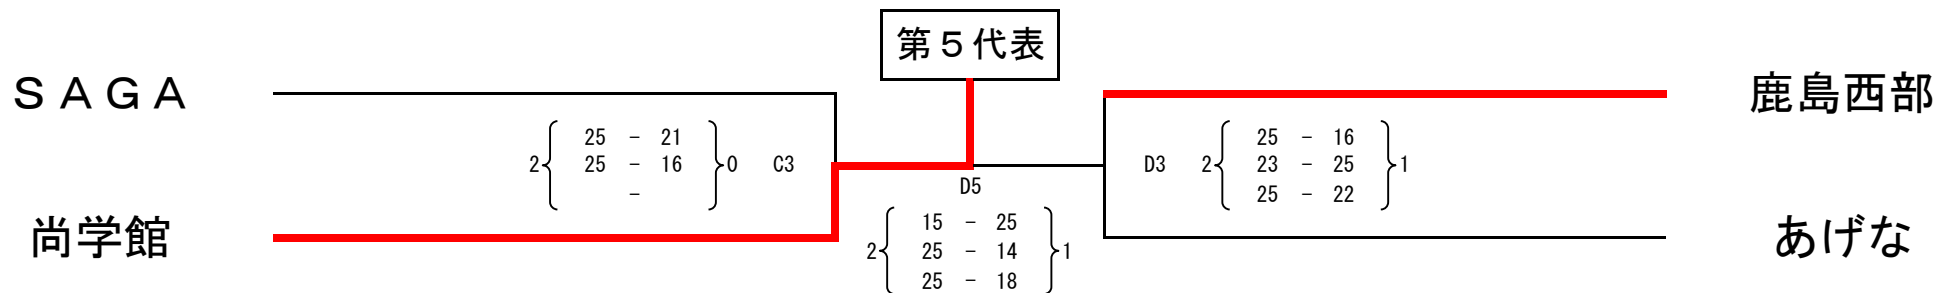 第５代表
ＳＡＧＡ
鹿島西部
2 25 - 21 0 C3
25 - 16
-
D3 2 25 - 16 1
23 - 25
25 - 22
尚学館
あげな
D5
2 15 - 25 1
25 - 14
25 - 18